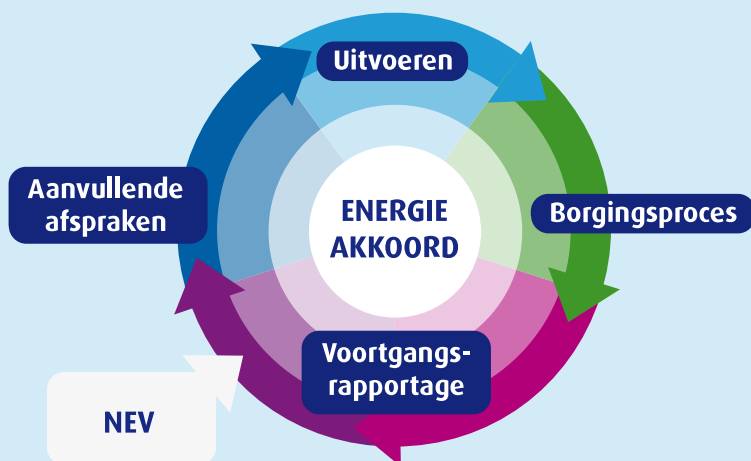 Uitvoeren
Aanvullende
afspraken
ENERGIE
AKKOORD
Borgingsproces
Voortgangs-
rapportage
NEV